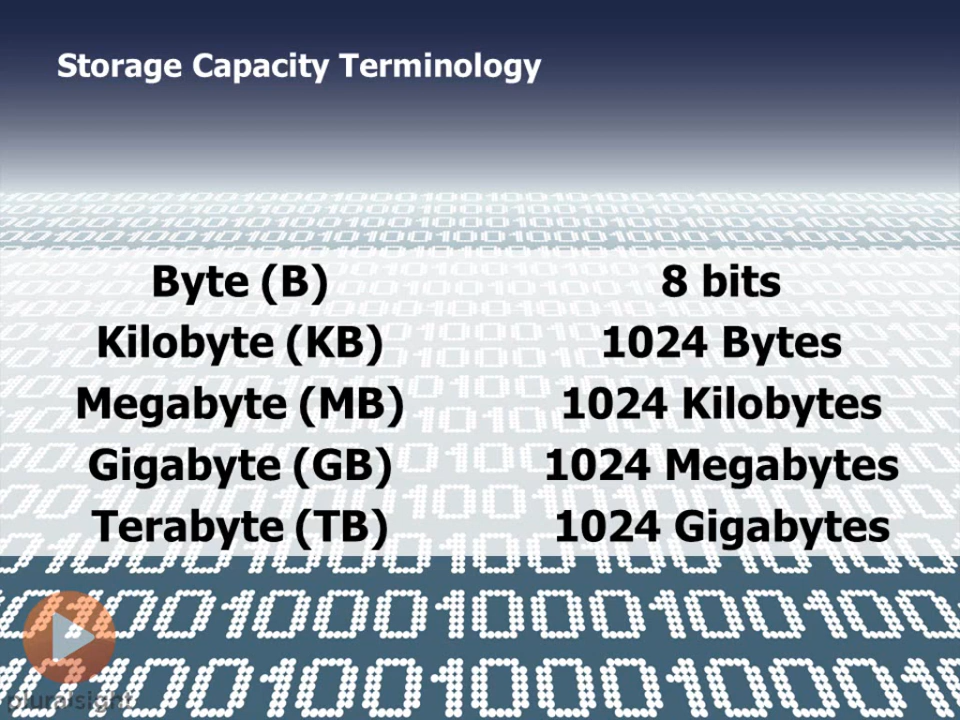 Storage Capacity Terminology
Byte (B) 8 bits
Kilobyte (KB) 1024 Bytes
Megabyte (MB) 1024 Kilobytes
Gigabyte (GB) 1024 Megabytes
Terabyte (TB) 1024 Gigabytes
pluralsight